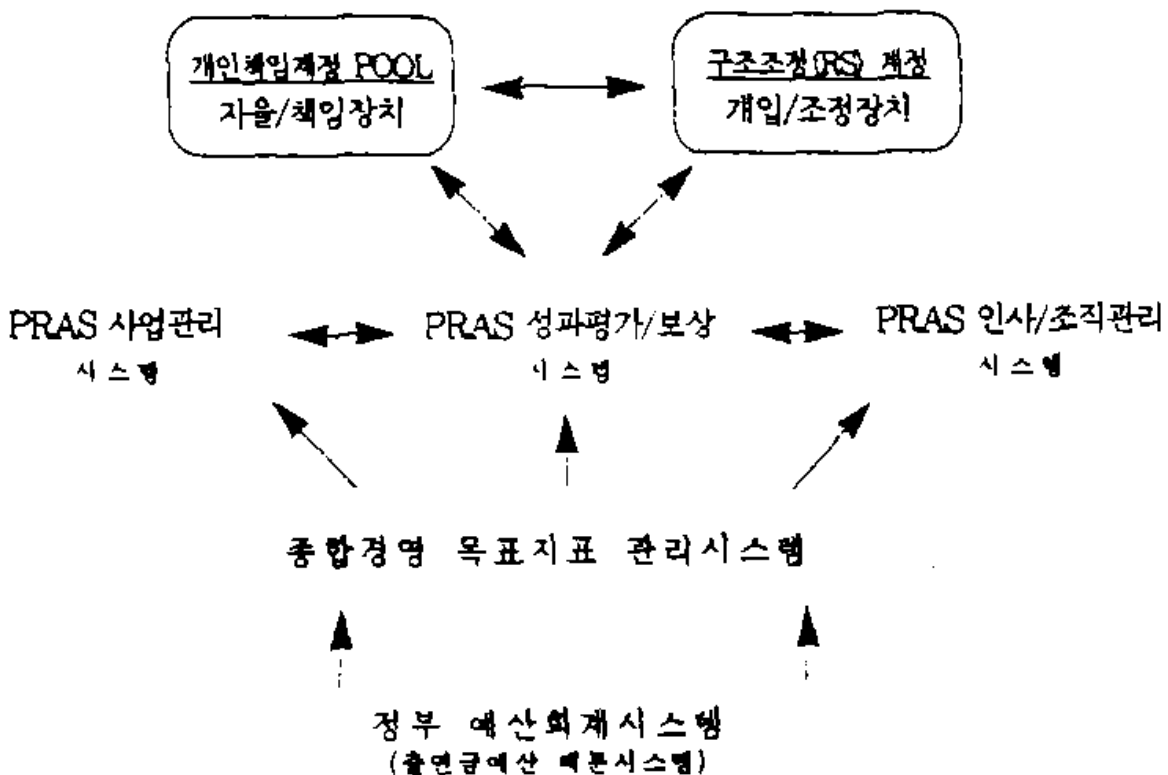 개인책임계정 POOL
자율/책임장치
구조조정(RS) 계정
개입/조정장치
PRAS 사업관리
시스템
PRAS 성과평가/보상
시스템
PRAS 인사/조직관리
시스템
종합경영 목표지표 관리시스템
정부 예산회계시스템
(출연금예산 시스템)